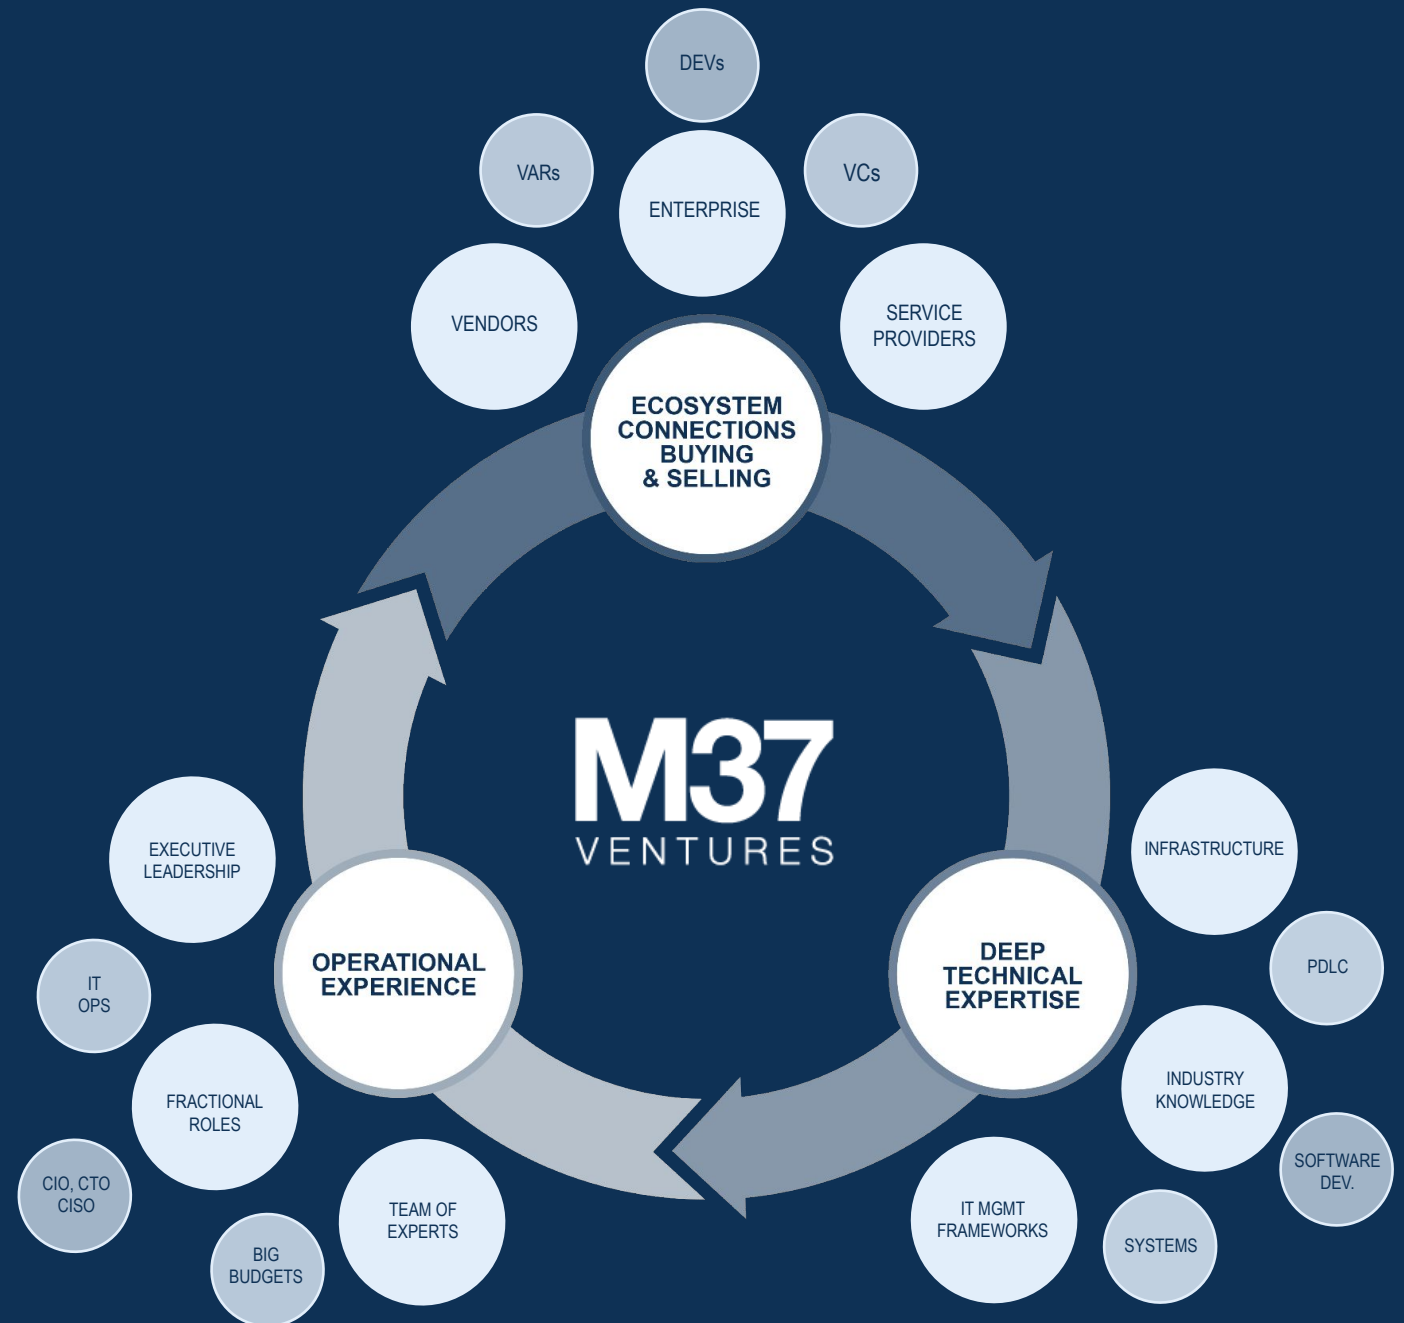 DEVs
VARs
VCs
ENTERPRISE
VENDORS
SERVICE
PROVIDERS
ECOSYSTEM
CONNECTIONS
BUYING
& SELLING
M37
VENTURES
EXECUTIVE
LEADERSHIP
IT
OPS
FRACTIONAL
ROLES
CIO, CTO
CISO
BIG
BUDGETS
TEAM OF
EXPERTS
OPERATIONAL
EXPERIENCE
DEEP
TECHNICAL
EXPERTISE
INFRASTRUCTURE
PDLC
INDUSTRY
KNOWLEDGE
SOFTWARE
DEV.
IT MGMT
FRAMEWORKS
SYSTEMS